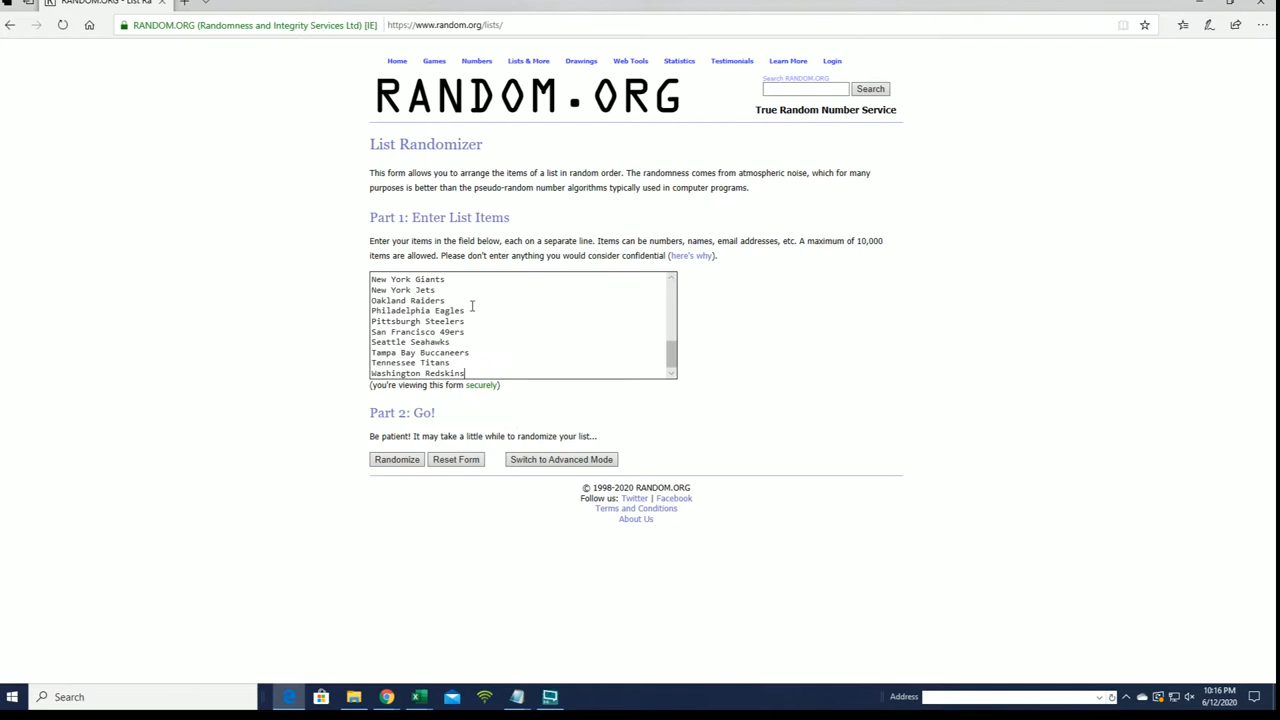 RANDOM.ORG - List Ra
RANDOM.ORG (Randomness and Integrity Services Ltd) [IE] https://www.random.org/lists/
Home Games Numbers Lists & More Drawings Web Tools Statistics Testimonials Learn More Login
RANDOM.ORG
Search RANDOM.ORG
Search
True Random Number Service
List Randomizer
This form allows you to arrange the items of a list in random order. The randomness comes from atmospheric noise, which for many
purposes is better than the pseudo-random number algorithms typically used in computer programs.
Part 1: Enter List Items
Enter your items in the field below, each on a separate line. Items can be numbers, names, email addresses, etc. A maximum of 10,000
items are allowed. Please don't enter anything you would consider confidential (here's why).
New York Giants
New York Jets
Oakland Raiders
Philadelphia Eagles
Pittsburgh Steelers
San Francisco 49ers
Seattle Seahawks
Tampa Bay Buccaneers
Tennessee Titans
Washington Redskins
(you're viewing this form securely)
Part 2: Go!
Be patient! It may take a little while to randomize your list...
Randomize Reset Form Switch to Advanced Mode
© 1998-2020 RANDOM.ORG
Follow us: Twitter | Facebook
Terms and Conditions
About Us
Search Address 10:16 PM
6/12/2020